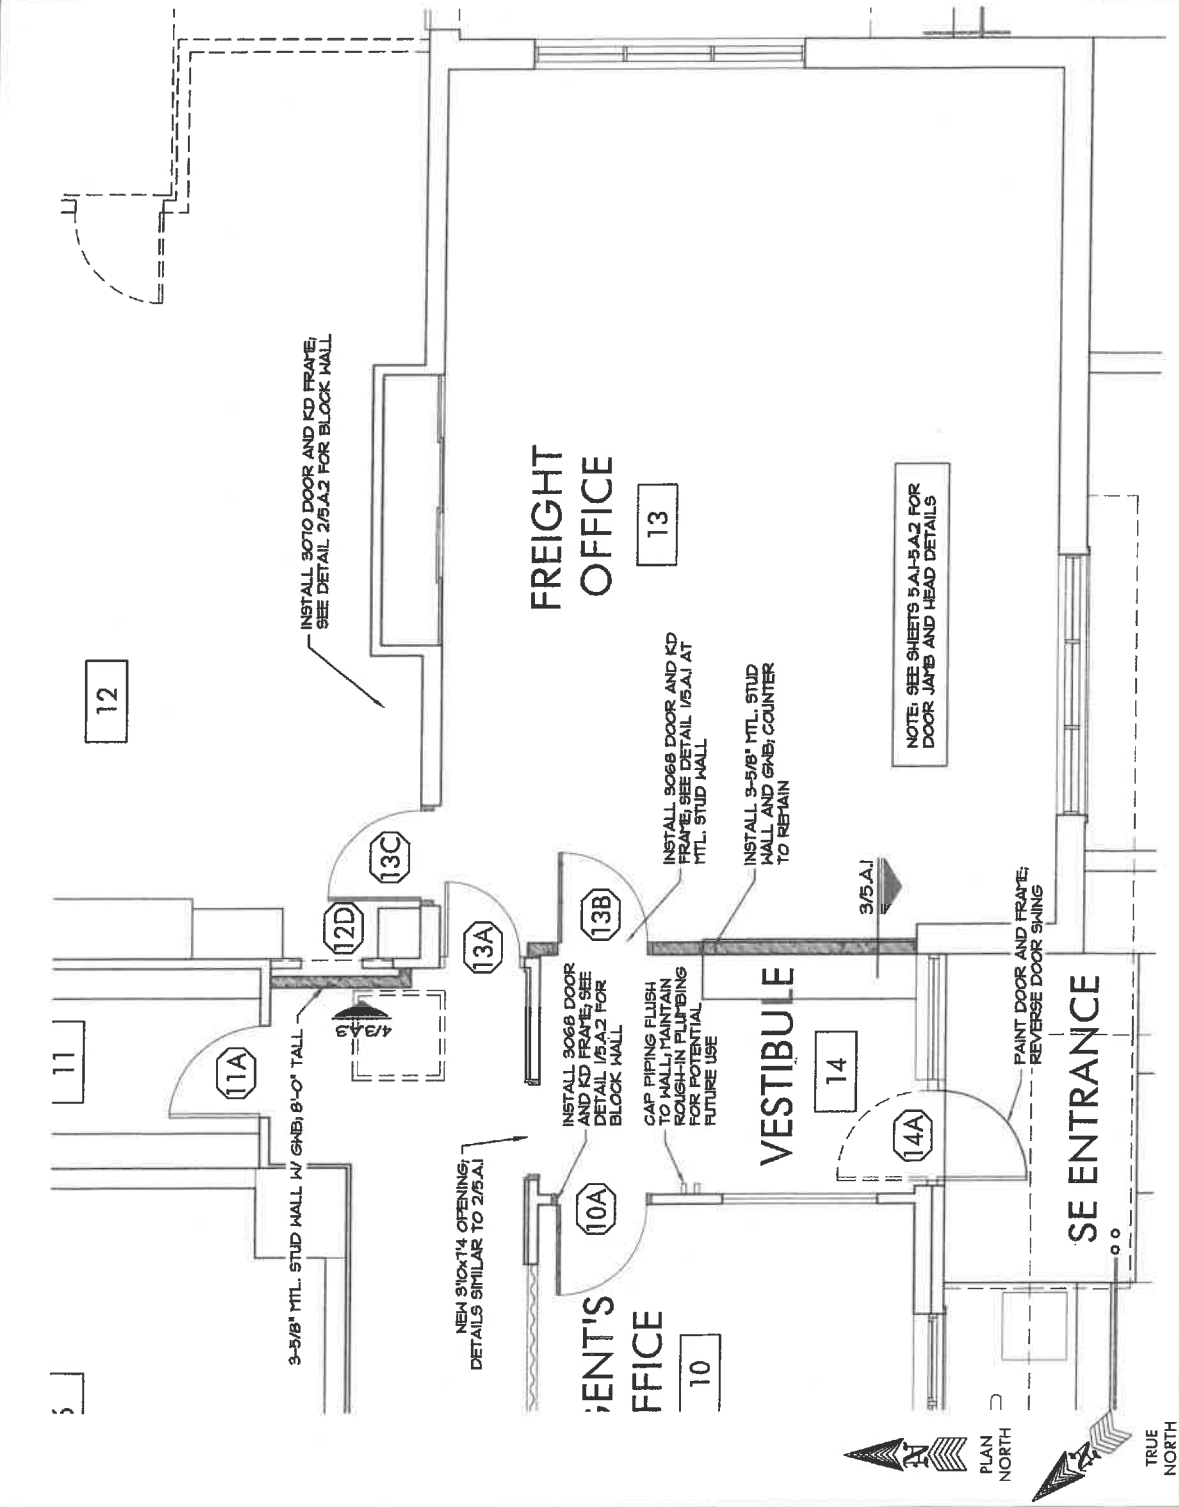 12
INSTALL 3070 DOOR AND KD FRAME;
SEE DETAIL 2/5.A.2 FOR BLOCK WALL
11
11A
12D
13C
3-5/8" MTL. STUD WALL W/ GWB; 8'-0" TALL
4/3.A.3
13A
FREIGHT
OFFICE
13
NEW 3'10x7'4 OPENING;
DETAILS SIMILAR TO 2/5.A.1
INSTALL 3068 DOOR
AND KD FRAME; SEE
DETAIL 1/5.A.2 FOR
BLOCK WALL
13B
INSTALL 3068 DOOR AND KD
FRAME; SEE DETAIL 1/5.A.1 AT
MTL. STUD WALL
10A
CAP PIPING FLUSH
TO WALL; MAINTAIN
ROUGH-IN PLUMBING
FOR POTENTIAL
FUTURE USE
INSTALL 3-5/8" MTL. STUD
WALL AND GWB; COUNTER
TO REMAIN
GENT'S
FFICE
10
VESTIBULE
14
3/5.A.1
NOTE: SEE SHEETS 5.A.1-5.A.2 FOR
DOOR JAMB AND HEAD DETAILS
14A
PAINT DOOR AND FRAME;
REVERSE DOOR SWING
SE ENTRANCE
N
PLAN
NORTH
N
TRUE
NORTH